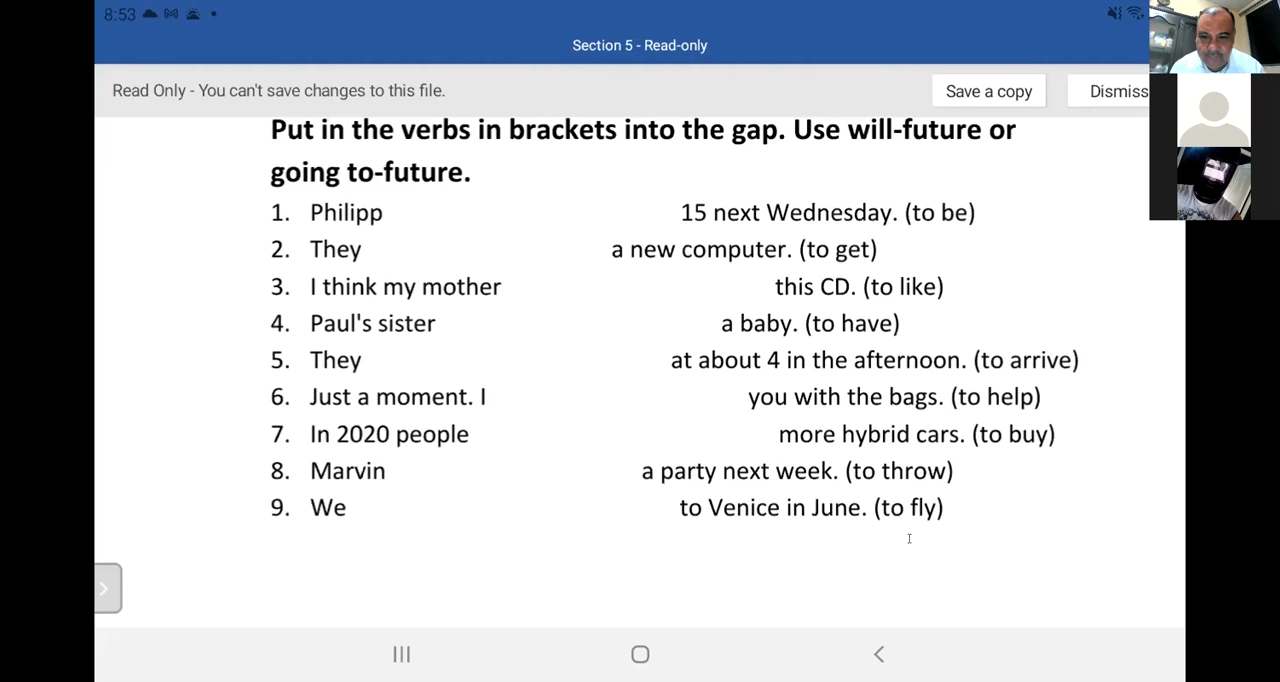 8:53
Section 5 - Read-only
Read Only - You can't save changes to this file.
Save a copy
Dismiss
Put in the verbs in brackets into the gap. Use will-future or
going to-future.
1. Philipp 15 next Wednesday. (to be)
2. They a new computer. (to get)
3. I think my mother this CD. (to like)
4. Paul's sister a baby. (to have)
5. They at about 4 in the afternoon. (to arrive)
6. Just a moment. I you with the bags. (to help)
7. In 2020 people more hybrid cars. (to buy)
8. Marvin a party next week. (to throw)
9. We to Venice in June. (to fly)